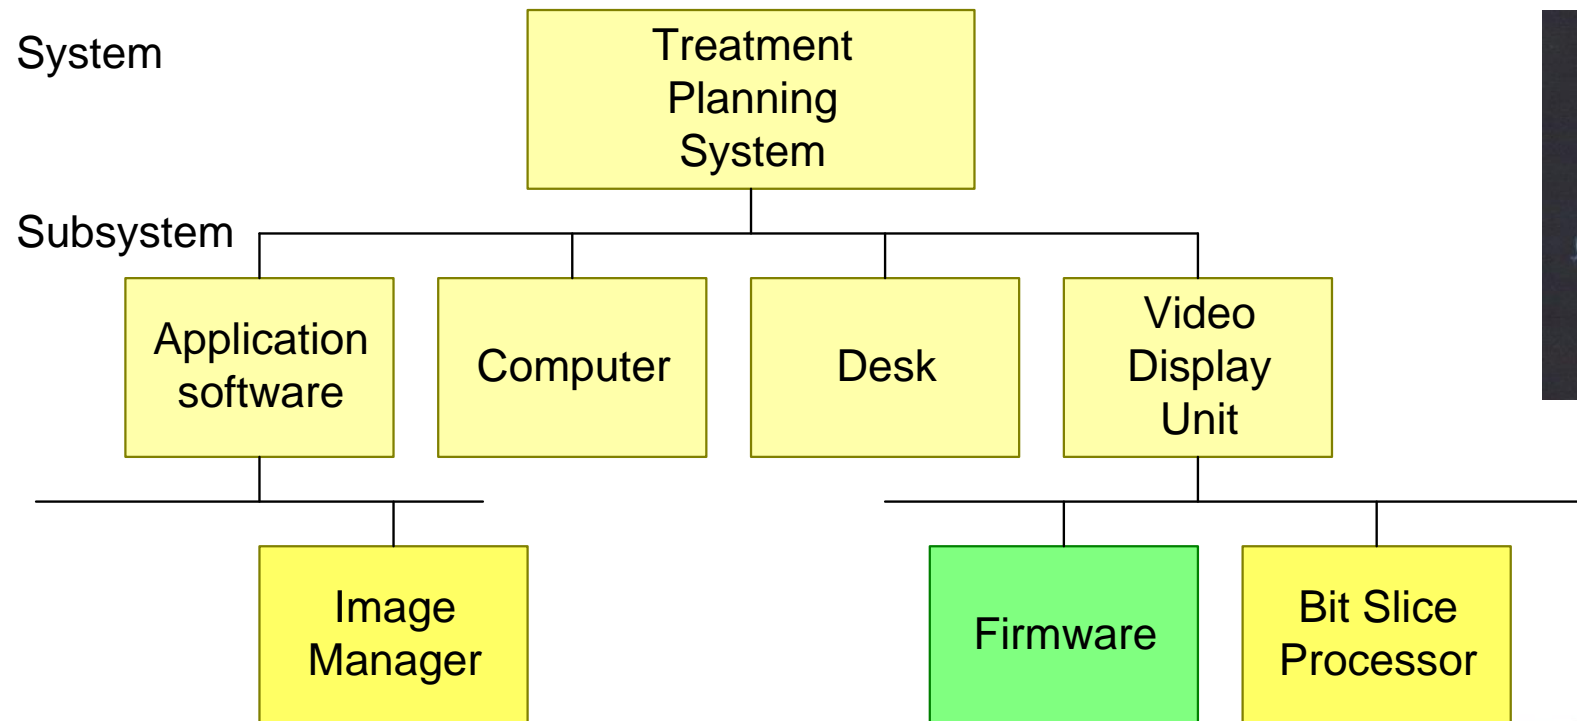 System
Treatment
Planning
System
Subsystem
Application
software
Computer
Desk
Video
Display
Unit
Image
Manager
Firmware
Bit Slice
Processor